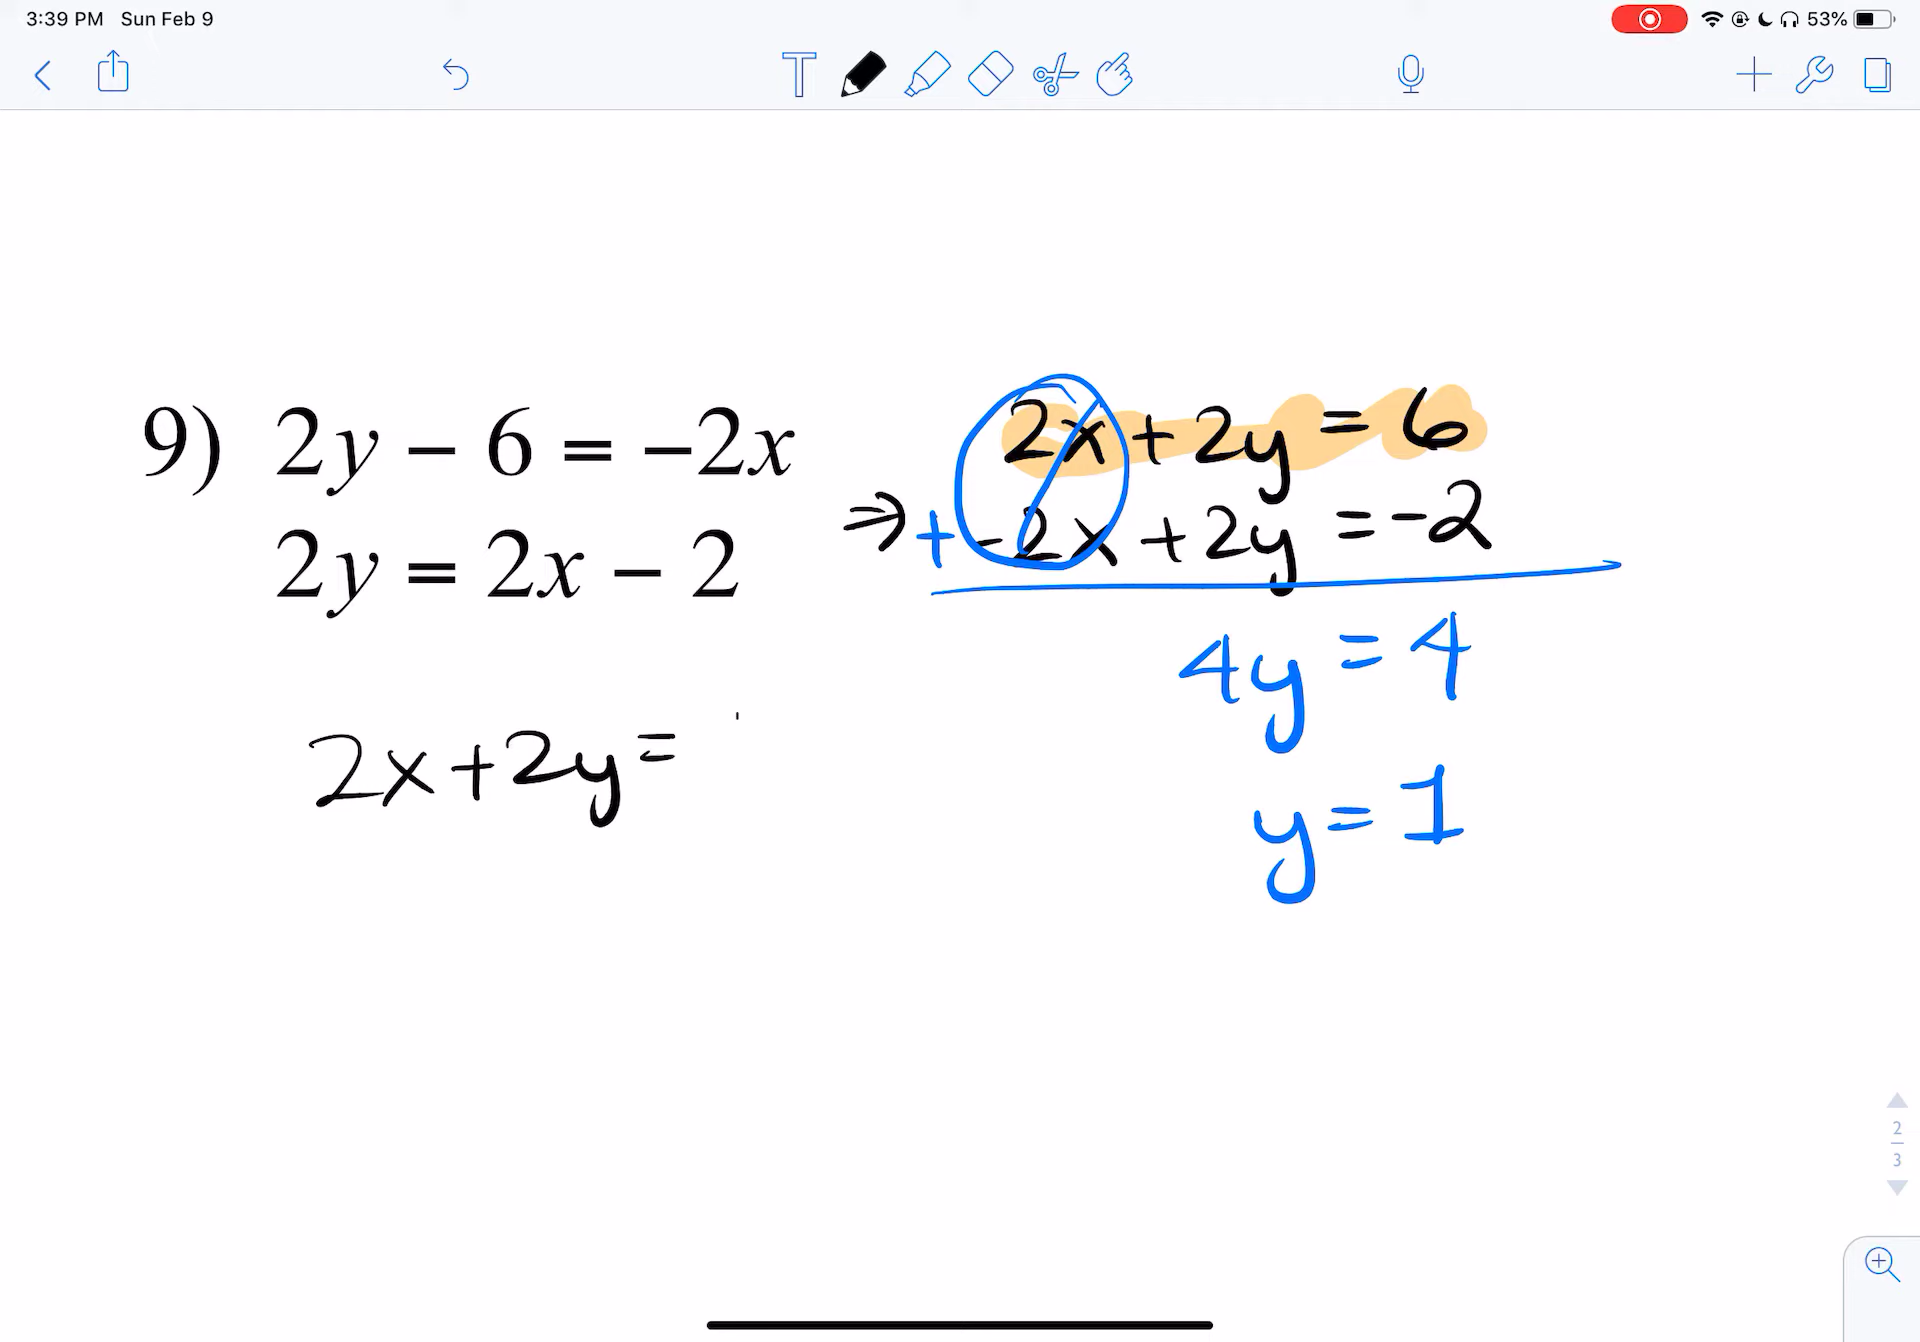 3:39 PM Sun Feb 9
53%
T
9) 2y − 6 = −2x
2y = 2x − 2
2x + 2y = 6
⇒ + -2x + 2y = -2
4y = 4
y = 1
2x + 2y =
2
3